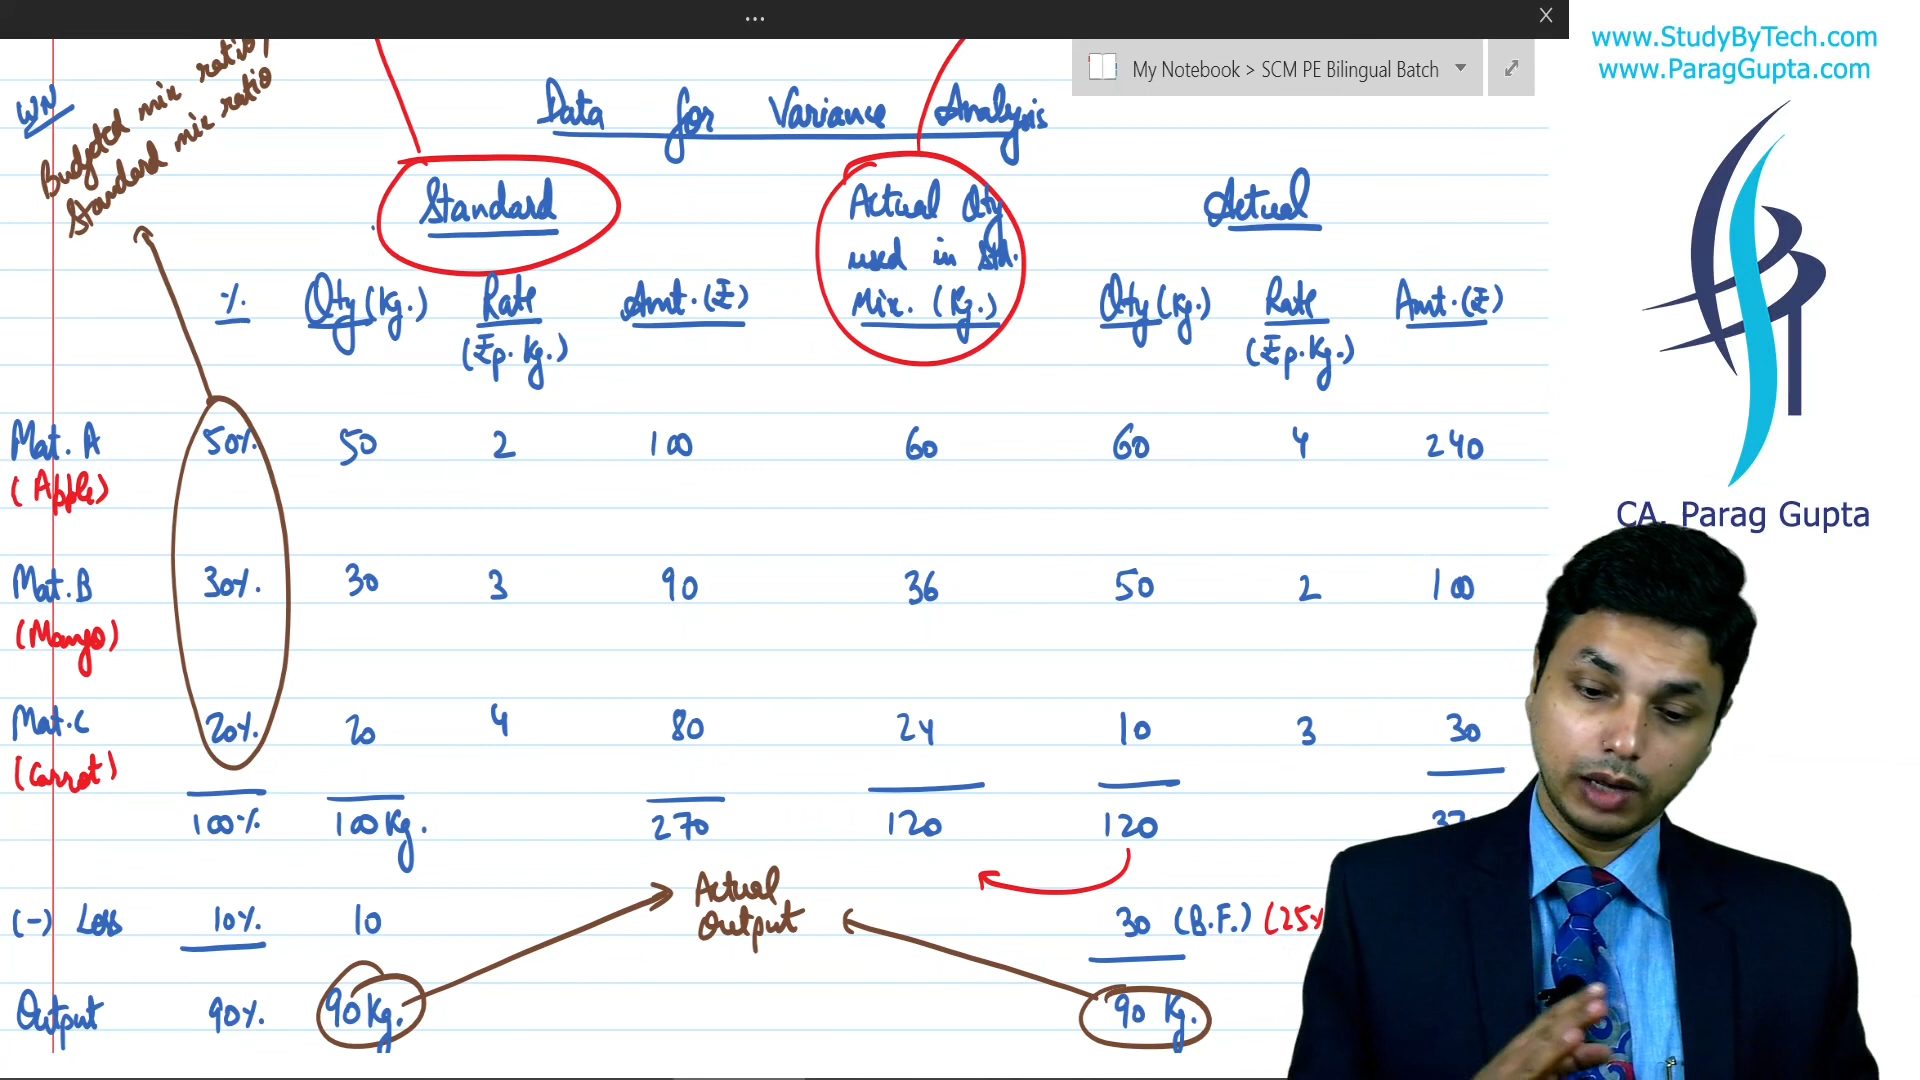 ...
X
www.StudyByTech.com
www.ParagGupta.com
My Notebook > SCM PE Bilingual Batch
WN
Budgeted mix ratio/
Standard mix ratio
Data for Variance Analysis
Standard
Actual Qty used in Std. Mix. (Kg.)
Actual
% Qty (Kg.) Rate (₹ p. Kg.) Amt. (₹) Qty (Kg.) Rate (₹ p. Kg.) Amt. (₹)
Mat. A 50% 50 2 100 60 60 4 240
(Apple)
CA. Parag Gupta
Mat. B 30% 30 3 90 36 50 2 100
(Mango)
Mat. C 20% 20 4 80 24 10 3 30
(Carrot)
100% 100 Kg. 270 120 120
Actual Output
(-) Loss 10% 10 30 (B.F.) (25%
Output 90% 90 Kg. 90 Kg.